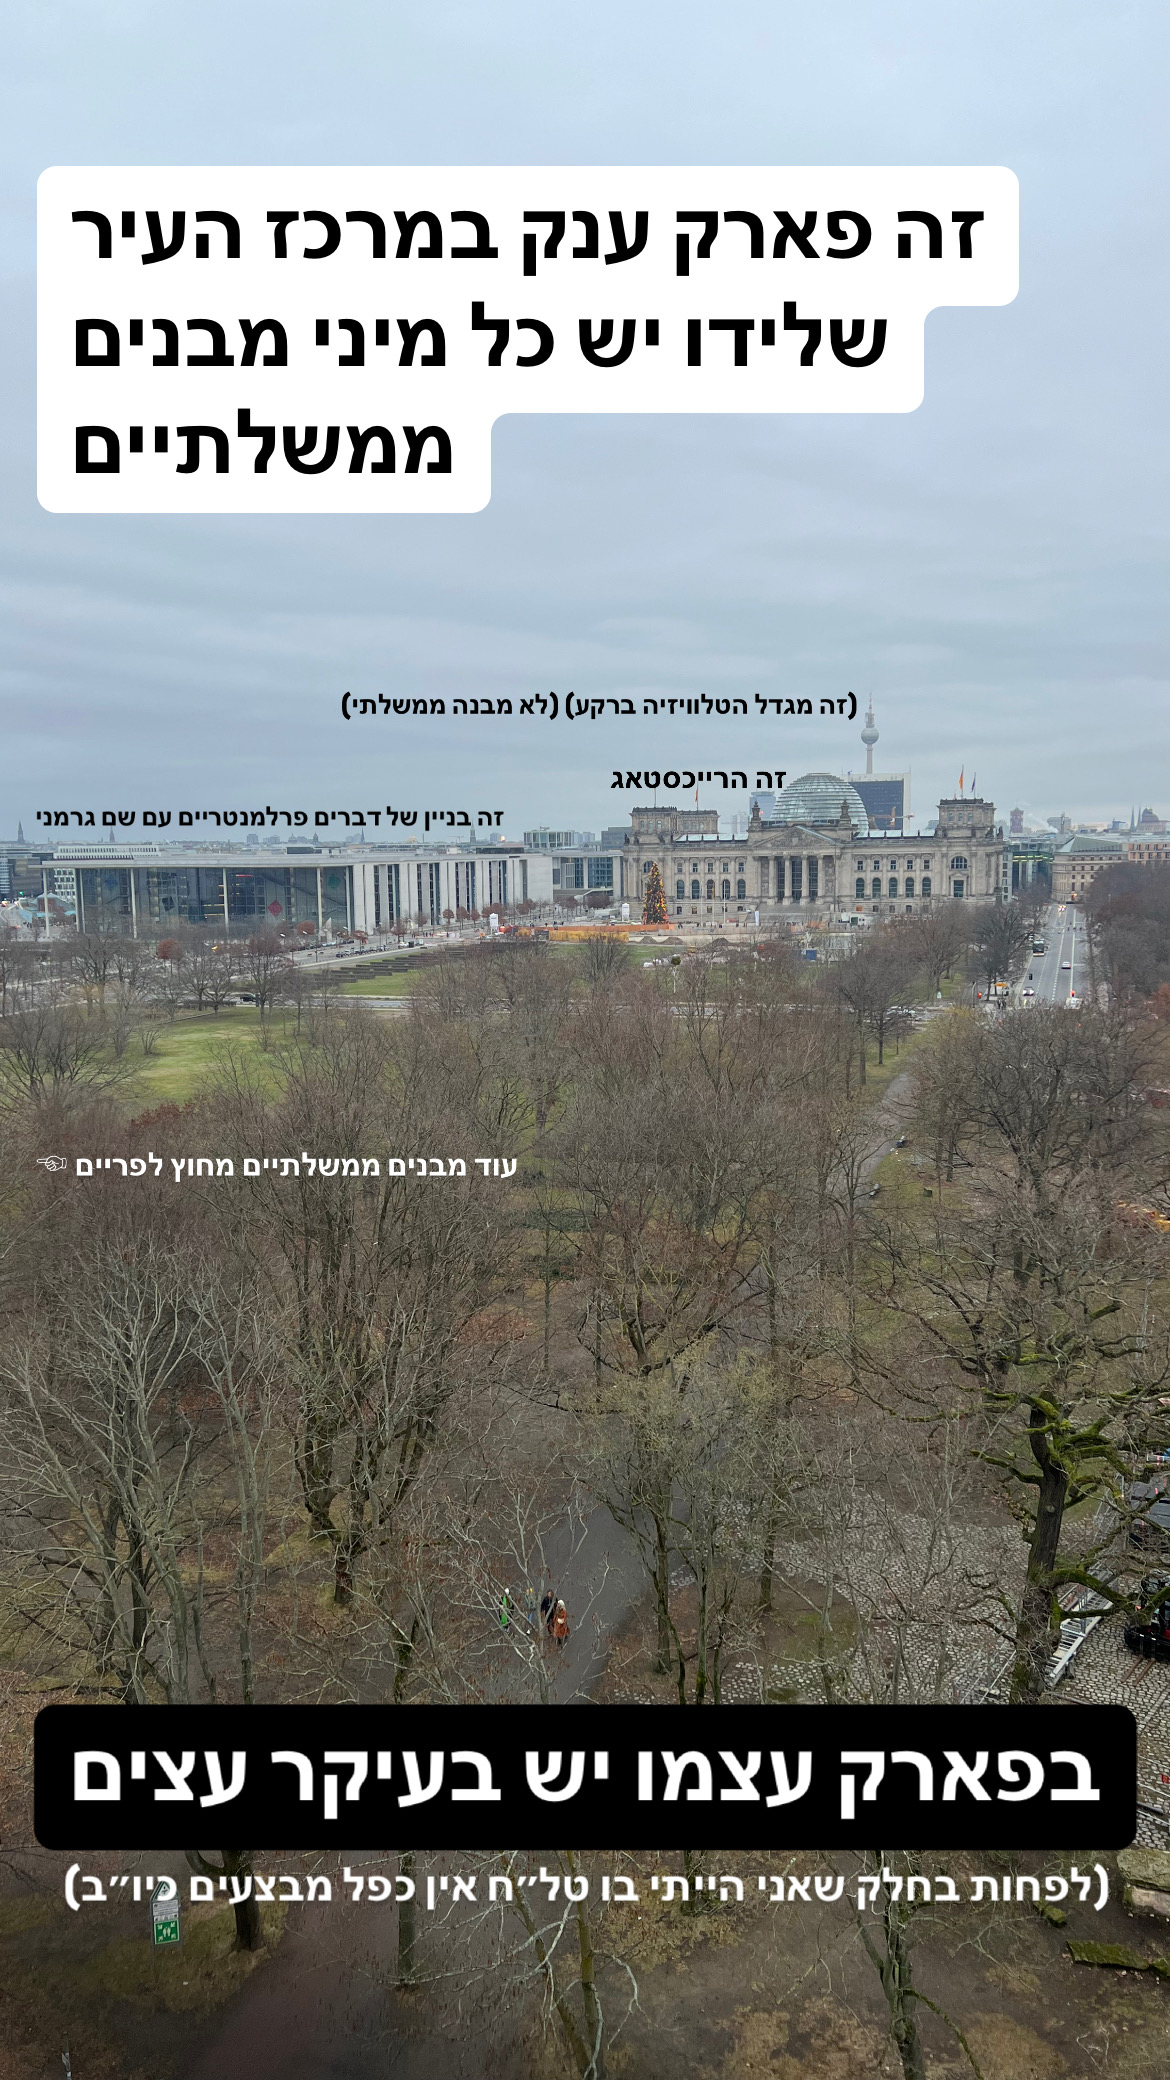 זה פארק ענק במרכז העיר
שלידו יש כל מיני מבנים
ממשלתיים
(זה מגדל הטלוויזיה ברקע) (לא מבנה ממשלתי)
זה הרייכסטאג
זה בניין של דברים פרלמנטריים עם שם גרמני
עוד מבנים ממשלתיים מחוץ לפריים 👈
בפארק עצמו יש בעיקר עצים
(לפחות בחלק שאני הייתי בו טל״ח אין כפל מבצעים כיו״ב)